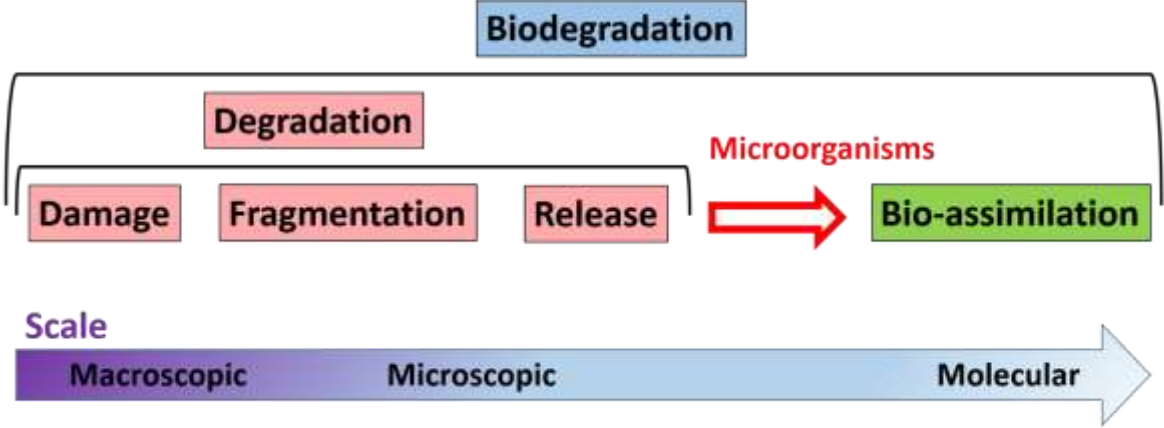 Biodegradation
Degradation
Microorganisms
Damage Fragmentation Release Bio-assimilation
Scale
Macroscopic Microscopic Molecular